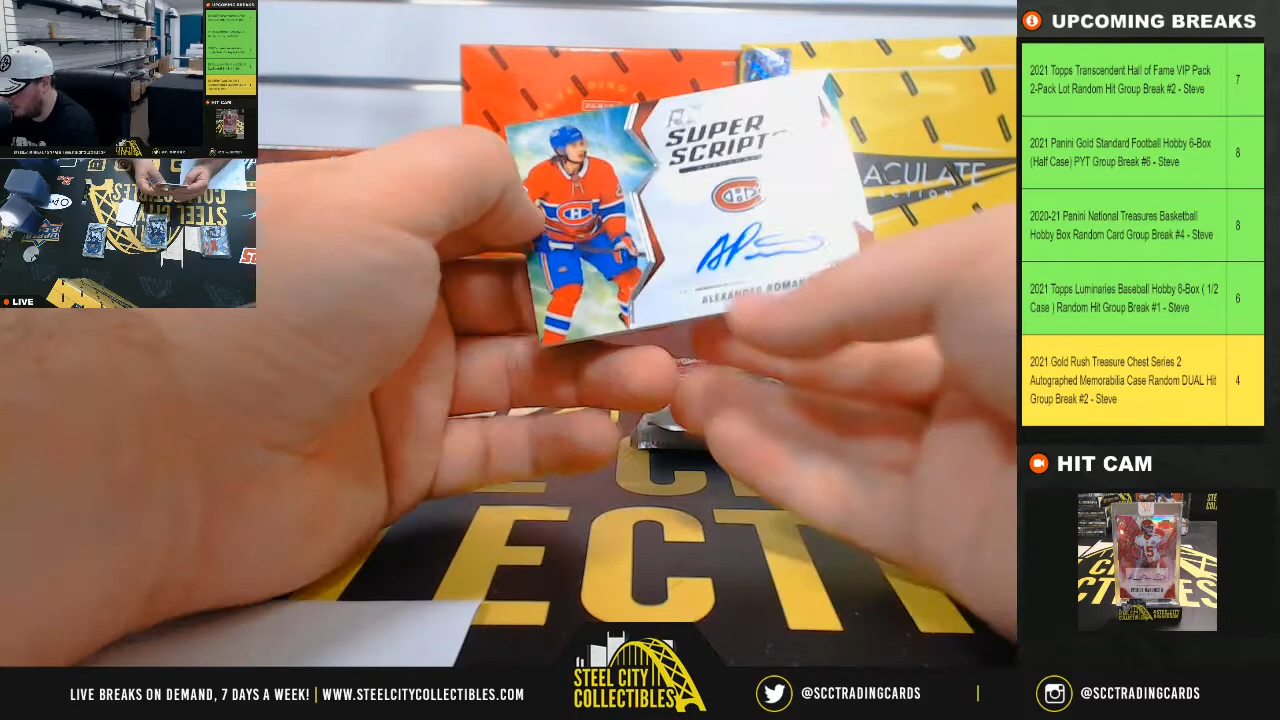 UPCOMING BREAKS
2021 Topps Transcendent Hall of Fame VIP Pack
2-Pack Lot Random Hit Group Break #2 - Steve
7
2021 Panini Gold Standard Football Hobby 6-Box
(Half Case) PYT Group Break #6 - Steve
8
2020-21 Panini National Treasures Basketball
Hobby Box Random Card Group Break #4 - Steve
8
2021 Topps Luminaries Baseball Hobby 6-Box ( 1/2
Case ) Random Hit Group Break #1 - Steve
6
2021 Gold Rush Treasure Chest Series 2
Autographed Memorabilia Case Random DUAL Hit
Group Break #2 - Steve
4
HIT CAM
LIVE
SUPER
SCRIPT
ALEXANDER ROMAN
ACULATE
ECT
STEEL CITY
COLLECTIBLES
LIVE BREAKS ON DEMAND, 7 DAYS A WEEK! | WWW.STEELCITYCOLLECTIBLES.COM
@SCCTRADINGCARDS
|
@SCCTRADINGCARDS